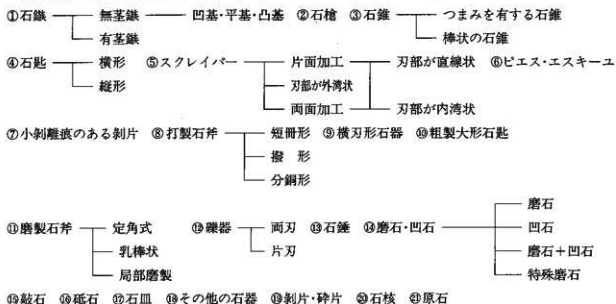 ①石鏃 無茎鏃 凹基・平基・凸基 ②石槍 ③石錐 つまみを有する石錐
有茎鏃 棒状の石錐
④石匙 横形 ⑤スクレイパー 片面加工 刃部が直線状 ⑥ピエス・エスキーユ
縦形 刃部が外湾状
両面加工 刃部が内湾状
⑦小剥離痕のある剥片 ⑧打製石斧 短冊形 ⑨横刃形石器 ⑩粗製大形石匙
撥形
分銅形
磨石
⑪磨製石斧 定角式 ⑫礫器 両刃 ⑬石錘 ⑭磨石・凹石 凹石
乳棒状 片刃 磨石+凹石
局部磨製 特殊磨石
⑮敲石 ⑯砥石 ⑰石皿 ⑱その他の石器 ⑲剥片・砕片 ⑳石核 ㉑原石